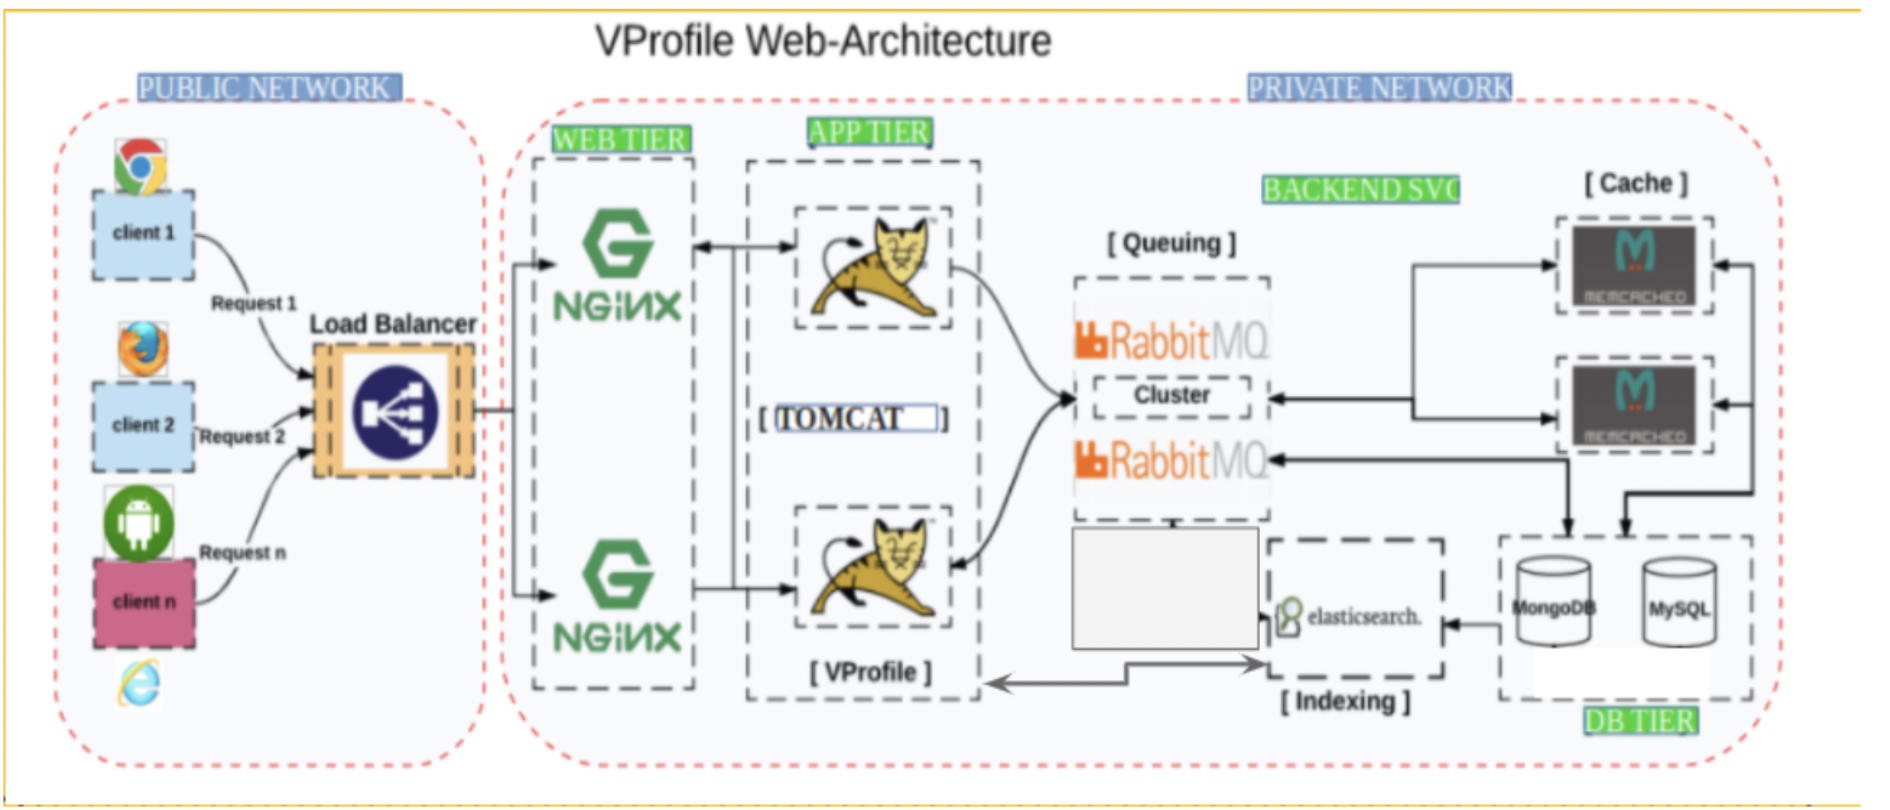 VProfile Web-Architecture
PUBLIC NETWORK
PRIVATE NETWORK
WEB TIER
APP TIER
BACKEND SVC
[ Cache ]
client 1
Request 1
client 2
Request 2
client n
Request n
Load Balancer
NGiNX
NGiNX
[ TOMCAT ]
[ VProfile ]
[ Queuing ]
RabbitMQ
Cluster
RabbitMQ
MEMCACHED
MEMCACHED
elasticsearch.
[ Indexing ]
MongoDB
MySQL
DB TIER